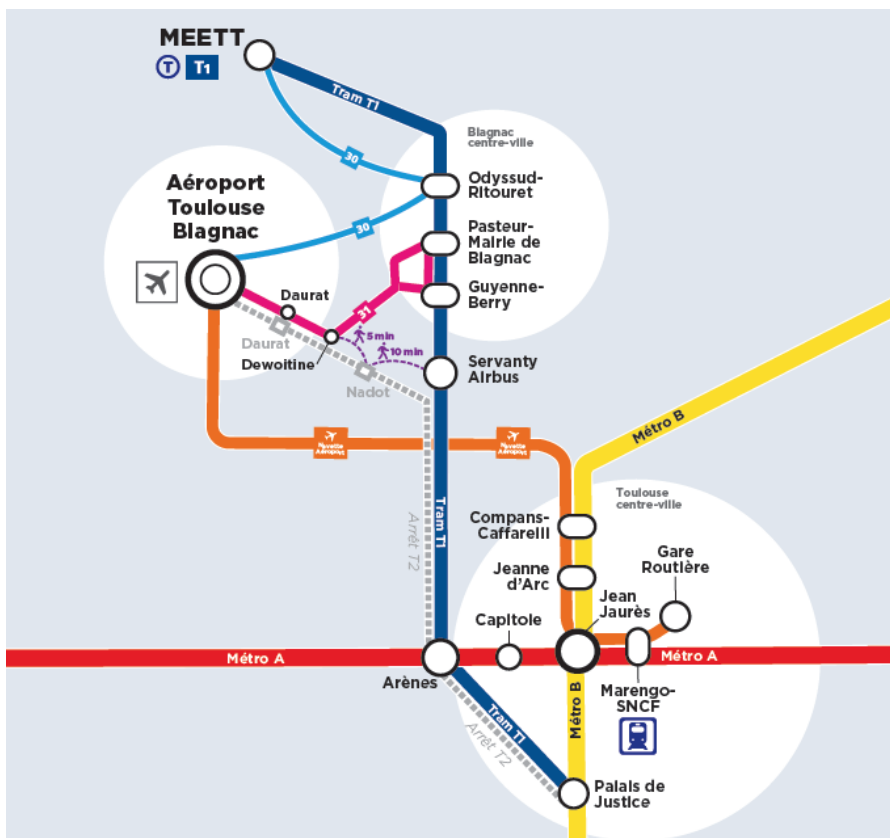 MEETT
T
T1
Tram T1
Blagnac
centre-ville
30
Odyssud-
Ritouret
Aéroport
Toulouse
Blagnac
30
Pasteur-
Mairie de
Blagnac
Daurat
31
Guyenne-
Berry
Daurat
5 min
10 min
Dewoitine
Servanty
Airbus
Nadot
Métro B
Navette
Aéroport
Navette
Aéroport
Toulouse
centre-ville
Tram T1
Arrêt T2
Compans-
Caffarelli
Gare
Routière
Jeanne
d'Arc
Jean
Jaurès
Capitole
Métro A
Métro A
Arènes
Marengo-
SNCF
Métro B
Tram T1
Arrêt T2
Palais de
Justice